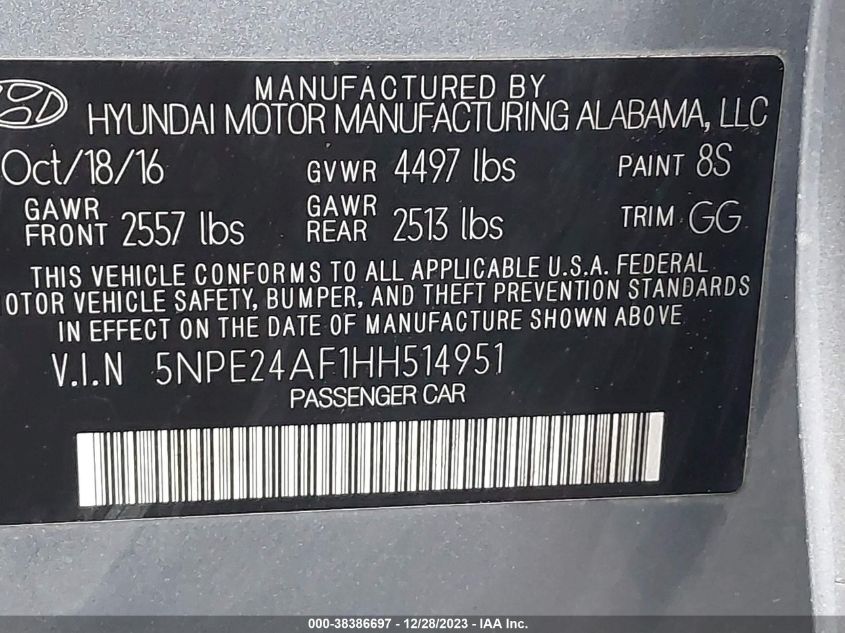 MANUFACTURED BY
HYUNDAI MOTOR MANUFACTURING ALABAMA, LLC
Oct/18/16 GVWR 4497 lbs PAINT 8S
GAWR FRONT 2557 lbs GAWR REAR 2513 lbs TRIM GG
THIS VEHICLE CONFORMS TO ALL APPLICABLE U.S.A. FEDERAL
OTOR VEHICLE SAFETY, BUMPER, AND THEFT PREVENTION STANDARDS
IN EFFECT ON THE DATE OF MANUFACTURE SHOWN ABOVE
V.I.N 5NPE24AF1HH514951
PASSENGER CAR
000-38386697 - 12/28/2023 - IAA Inc.